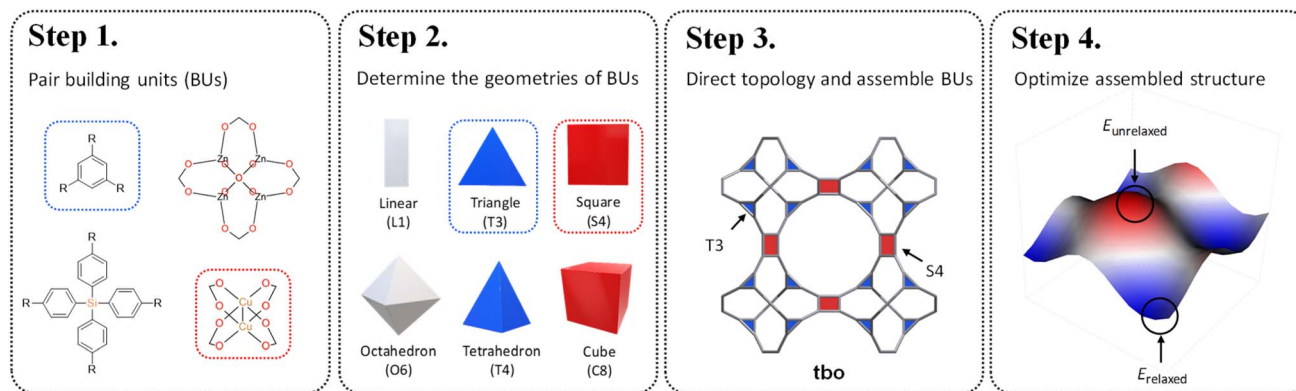 Step 1.
Pair building units (BUs)
R
R
R
O
O
O
O
Zn
Zn
O
O
O
O
O
Zn
Zn
O
O
O
O
R
R
Si
R
R
O
O
O
O
Cu
Cu
O
O
O
O
Step 2.
Determine the geometries of BUs
Linear
(L1)
Triangle
(T3)
Square
(S4)
Octahedron
(O6)
Tetrahedron
(T4)
Cube
(C8)
Step 3.
Direct topology and assemble BUs
T3
S4
tbo
Step 4.
Optimize assembled structure
Eunrelaxed
Erelaxed